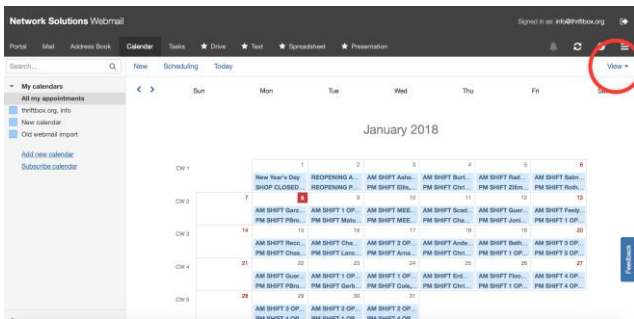 Network Solutions Webmail
Signed in as: info@thriftbox.org
Portal Mail Address Book Calendar Tasks Drive Text Spreadsheet Presentation
Search...
New Scheduling Today
View
My calendars
All my appointments
thriftbox.org, info
New calendar
Old webmail import
Add new calendar
Subscribe calendar
Sun Mon Tue Wed Thu Fri
January 2018
CW 1
1 2 3 4 5 6
New Year's Day REOPENING A... AM SHIFT Ashe... AM SHIFT Burt... AM SHIFT Rad... AM SHIFT Salm...
SHOP CLOSED... REOPENING P... PM SHIFT Ellis,... PM SHIFT Chri... PM SHIFT Zillm... PM SHIFT Roth...
CW 2
7 8 9 10 11 12 13
AM SHIFT Garz... AM SHIFT 1 OP... AM SHIFT MEE... AM SHIFT Scad... AM SHIFT Guer... AM SHIFT Feely...
PM SHIFT PBro... PM SHIFT Matu... PM SHIFT MEE... PM SHIFT Cha... PM SHIFT Joni... PM SHIFT 1 OP...
CW 3
14 15 16 17 18 19 20
AM SHIFT Recc... AM SHIFT Cha... AM SHIFT 2 OP... AM SHIFT Ande... AM SHIFT Beth... AM SHIFT 3 OP...
PM SHIFT Chas... PM SHIFT Lano... PM SHIFT Arna... PM SHIFT Chri... PM SHIFT 1 OP... PM SHIFT 5 OP...
CW 4
21 22 23 24 25 26 27
AM SHIFT Guer... AM SHIFT 1 OP... AM SHIFT 1 OP... AM SHIFT Erd... AM SHIFT Floo... AM SHIFT 4 OP...
PM SHIFT PBro... PM SHIFT Gerb... PM SHIFT Cole,... PM SHIFT Chri... PM SHIFT 1 OP... PM SHIFT 4 OP...
CW 5
28 29 30 31
AM SHIFT 3 OP... AM SHIFT 2 OP... AM SHIFT 2 OP...
Feedback